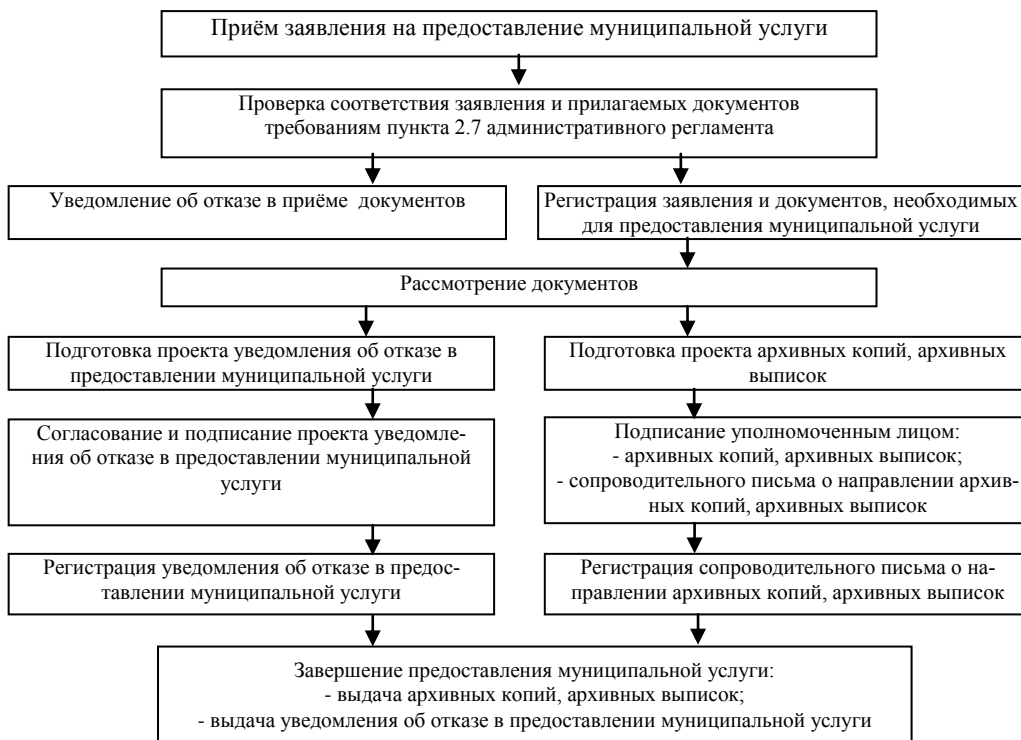 Приём заявления на предоставление муниципальной услуги
Проверка соответствия заявления и прилагаемых документов
требованиям пункта 2.7 административного регламента
Уведомление об отказе в приёме документов
Регистрация заявления и документов, необходимых
для предоставления муниципальной услуги
Рассмотрение документов
Подготовка проекта уведомления об отказе в
предоставлении муниципальной услуги
Подготовка проекта архивных копий, архивных
выписок
Согласование и подписание проекта уведомле-
ния об отказе в предоставлении муниципальной
услуги
Подписание уполномоченным лицом:
- архивных копий, архивных выписок;
- сопроводительного письма о направлении архив-
ных копий, архивных выписок
Регистрация уведомления об отказе в предос-
тавлении муниципальной услуги
Регистрация сопроводительного письма о на-
правлении архивных копий, архивных выписок
Завершение предоставления муниципальной услуги:
- выдача архивных копий, архивных выписок;
- выдача уведомления об отказе в предоставлении муниципальной услуги